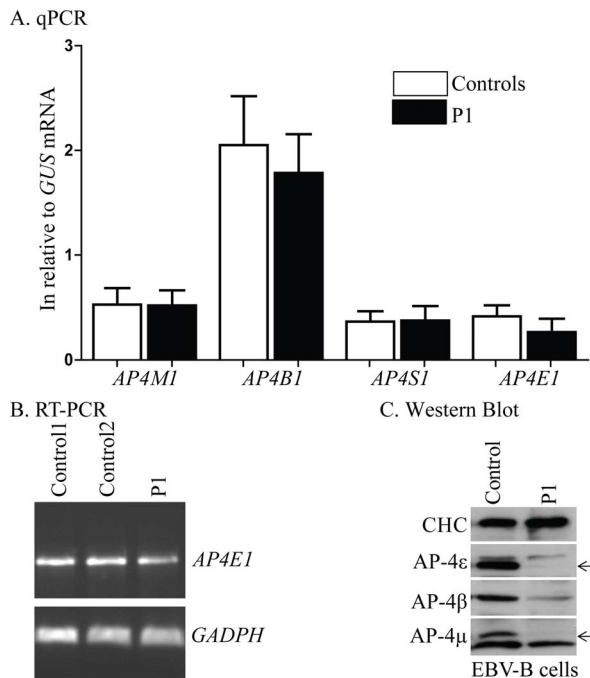 A. qPCR
In relative to GUS mRNA
3
2
1
0
Controls
P1
AP4M1
AP4B1
AP4S1
AP4E1
B. RT-PCR
Control1
Control2
P1
AP4E1
GADPH
C. Western Blot
Control
P1
CHC
AP-4ε
AP-4β
AP-4μ
EBV-B cells